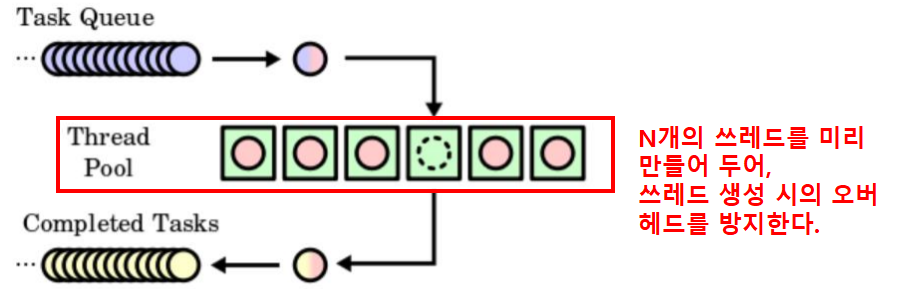 Task Queue
...
Thread
Pool
N개의 쓰레드를 미리
만들어 두어,
쓰레드 생성 시의 오버
헤드를 방지한다.
Completed Tasks
...